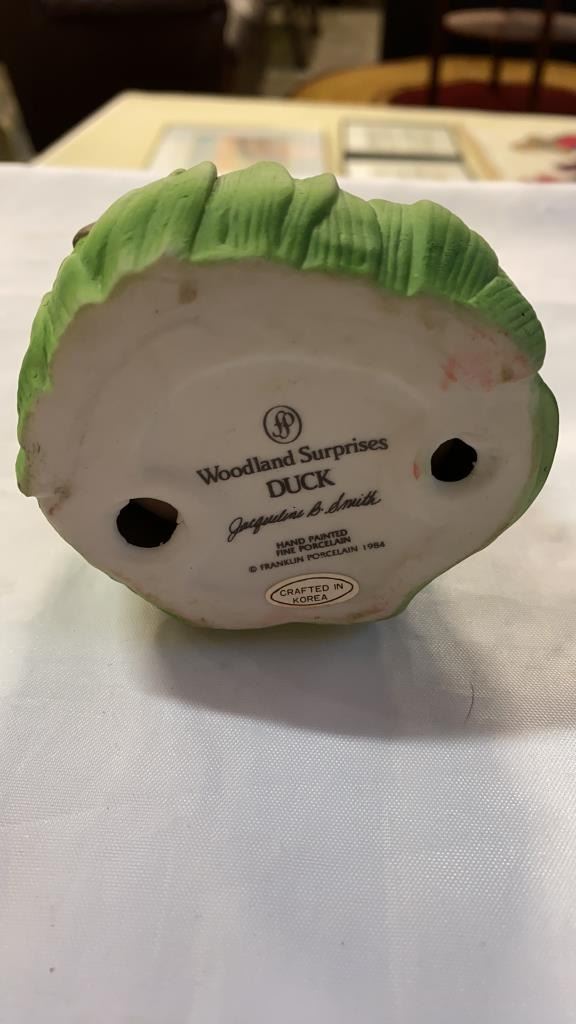 FP
Woodland Surprises
DUCK
Jacqueline B. Smith
HAND PAINTED
FINE PORCELAIN
© FRANKLIN PORCELAIN 1984
CRAFTED IN
KOREA